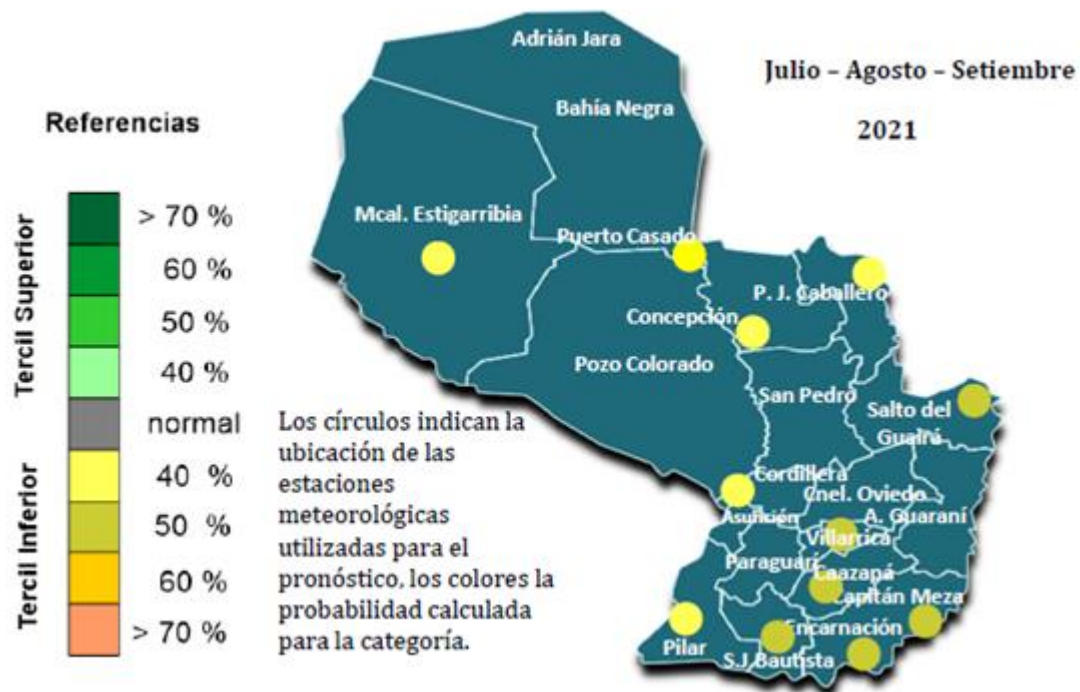 Julio – Agosto – Setiembre
2021
Referencias
Tercil Superior
> 70 %
60 %
50 %
40 %
normal
Tercil Inferior
40 %
50 %
60 %
> 70 %
Los círculos indican la
ubicación de las
estaciones
meteorológicas
utilizadas para el
pronóstico, los colores la
probabilidad calculada
para la categoría.
Adrián Jara
Bahía Negra
Mcal. Estigarribia
Puerto Casado
P. J. Caballero
Concepción
Pozo Colorado
San Pedro
Salto del
Guairá
Cordillera
Cnel. Oviedo
Asunción
A. Guaraní
Villarrica
Paraguarí
Caazapá
Capitán Meza
Encarnación
Pilar
S.J Bautista